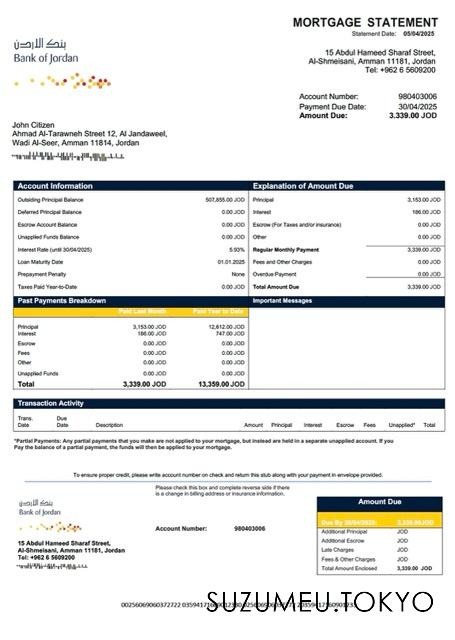 MORTGAGE STATEMENT
Statement Date: 05/04/2025
بنك الاردن
Bank of Jordan
15 Abdul Hameed Sharaf Street,
Al-Shmeisani, Amman 11181, Jordan
Tel: +962 6 5609200
Account Number: 980403006
Payment Due Date: 30/04/2025
Amount Due: 3,339.00 JOD
John Citizen
Ahmad Al-Tarawneh Street 12, Al Jandaweel,
Wadi Al-Seer, Amman 11814, Jordan
Account Information
Outsiding Principal Balance 507,855.00 JOD
Deferred Principal Balance 0.00 JOD
Escrow Account Balance 0.00 JOD
Unapplied Funds Balance 0.00 JOD
Interest Rate (until 30/04/2025) 5.93%
Loan Maturity Date 01.01.2025
Prepayment Penalty None
Taxes Paid Year-to-Date 0.00 JOD
Explanation of Amount Due
Principal 3,153.00 JOD
Interest 186.00 JOD
Escrow (For Taxes and/or insurance) 0.00 JOD
Other 0.00 JOD
Regular Monthly Payment 3,339.00 JOD
Fees and Other Charges 0.00 JOD
Overdue Payment 0.00 JOD
Total Amount Due 3,339.00 JOD
Past Payments Breakdown
Paid Last Month Paid Year to Date
Principal 3,153.00 JOD 12,612.00 JOD
Interest 186.00 JOD 747.00 JOD
Escrow 0.00 JOD 0.00 JOD
Fees 0.00 JOD 0.00 JOD
Other 0.00 JOD 0.00 JOD
Unapplied Funds 0.00 JOD 0.00 JOD
Total 3,339.00 JOD 13,359.00 JOD
Important Messages
Transaction Activity
Trans. Date Due Date Description Amount Principal Interest Escrow Fees Unapplied* Total
*Partial Payments: Any partial payments that you make are not applied to your mortgage, but instead are held in a separate unapplied account. If you
Pay the balance of a partial payment, the funds will then be applied to your mortgage.
To ensure proper credit, please write account number on check and return this stub along with your payment in envelope provided.
Please check this box and complete reverse side if there
is a change in billing address or insurance information.
بنك الاردن
Bank of Jordan
Account Number: 980403006
15 Abdul Hameed Sharaf Street,
Al-Shmeisani, Amman 11181, Jordan
Tel: +962 6 5609200
Amount Due
Due By 30/04/2025: 3,339.00JOD
Additional Principal JOD
Additional Escrow JOD
Late Charges JOD
Fees & Other Charges JOD
Total Amount Enclosed 3,339.00 JOD
SUZUMEU.TOKYO